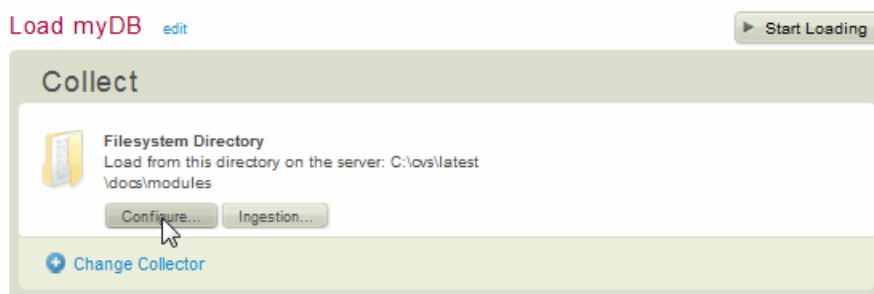 Load myDB edit
Start Loading
Collect
Filesystem Directory
Load from this directory on the server: C:\cvs\latest
\docs\modules
Configure... Ingestion...
Change Collector